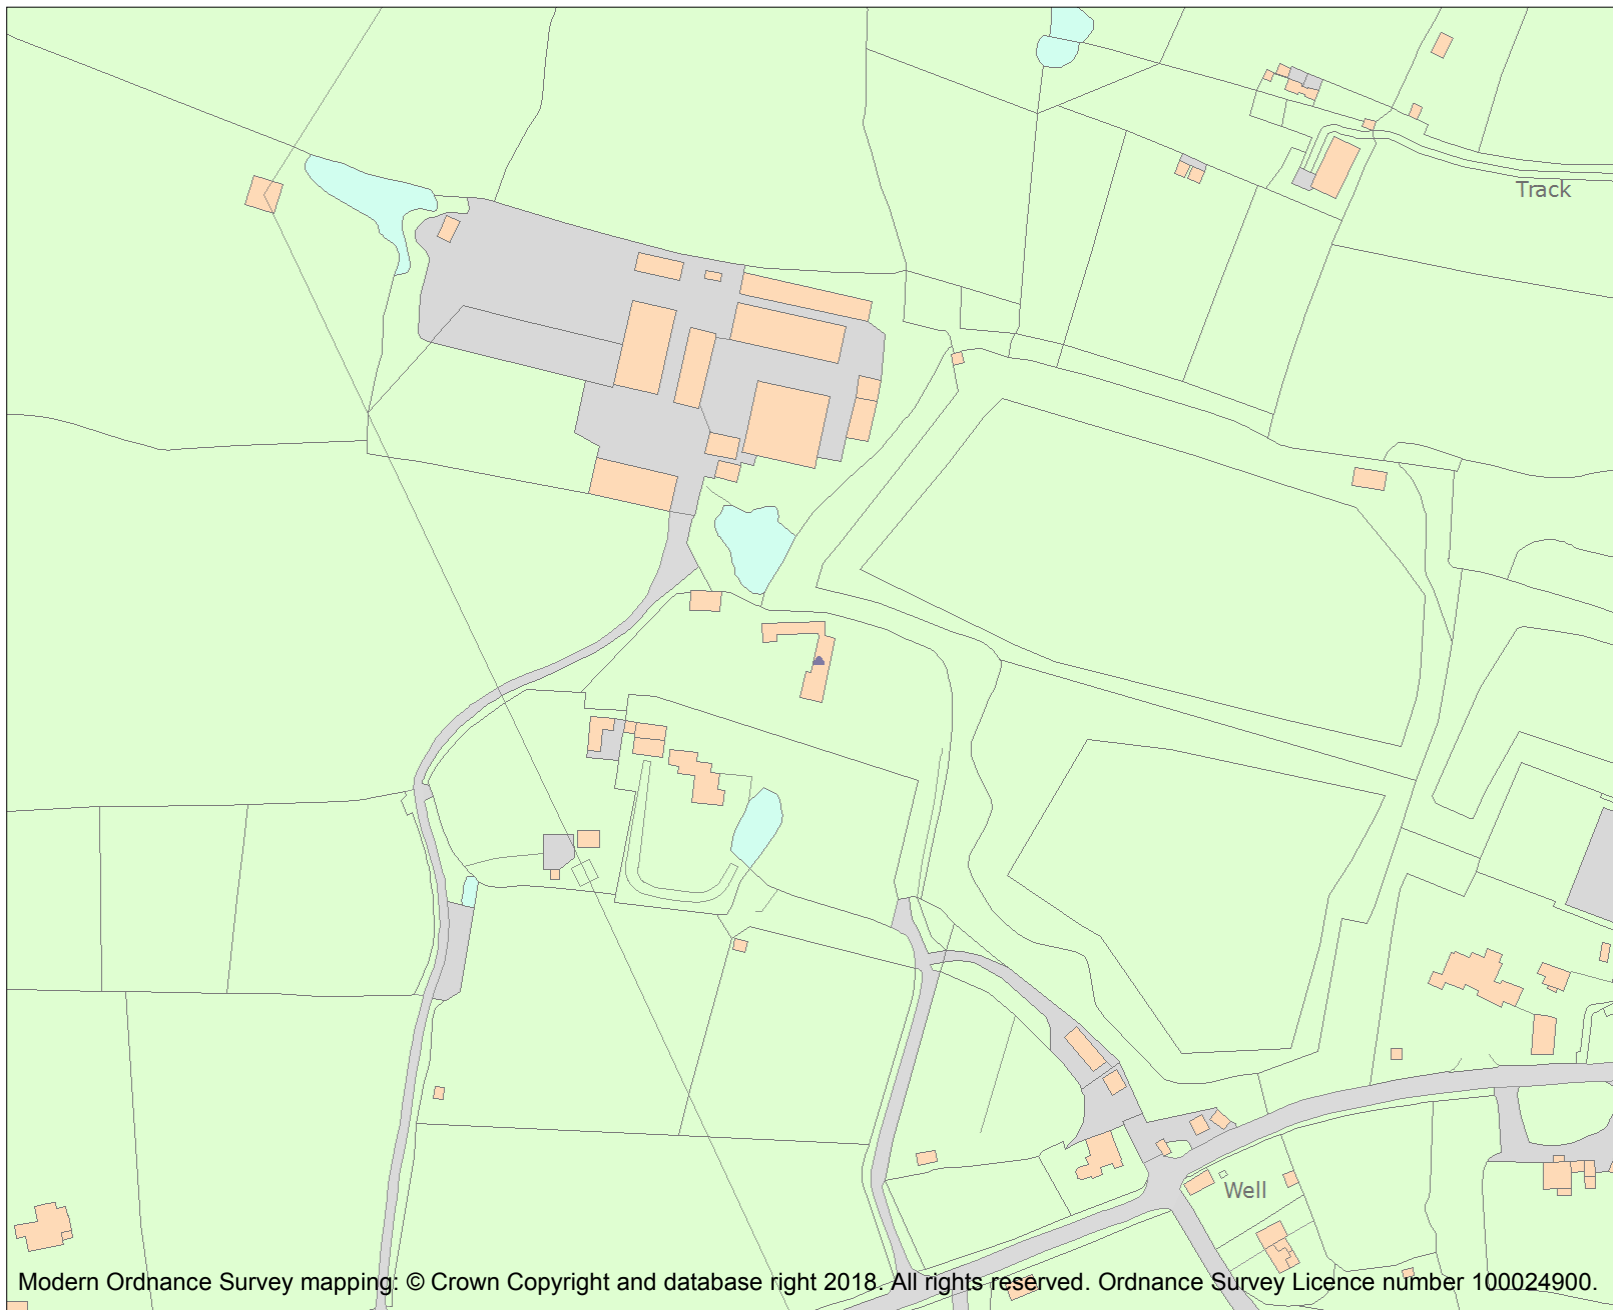 Track
Well
Modern Ordnance Survey mapping: © Crown Copyright and database right 2018. All rights reserved. Ordnance Survey Licence number 100024900.